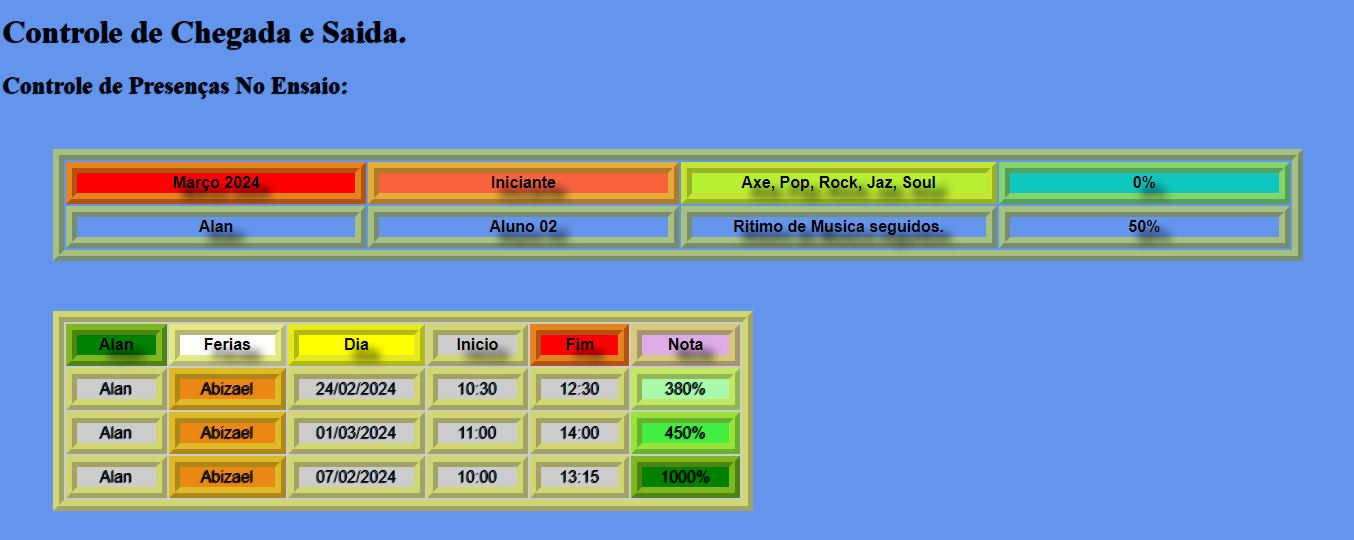 Controle de Chegada e Saida.
Controle de Presenças No Ensaio:
Março 2024 Iniciante Axe, Pop, Rock, Jaz, Soul 0%
Alan Aluno 02 Ritimo de Musica seguidos. 50%
Alan Ferias Dia Inicio Fim Nota
Alan Abizael 24/02/2024 10:30 12:30 380%
Alan Abizael 01/03/2024 11:00 14:00 450%
Alan Abizael 07/02/2024 10:00 13:15 1000%